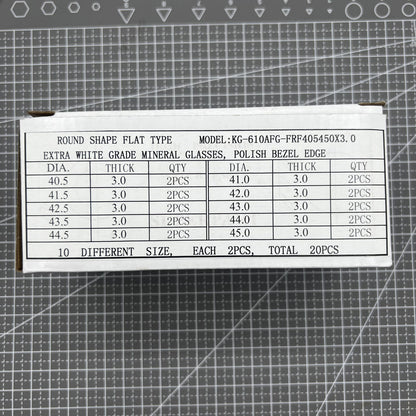 ROUND SHAPE FLAT TYPE MODEL:KG-610AFG-FRF405450X3.0
EXTRA WHITE GRADE MINERAL GLASSES, POLISH BEZEL EDGE
DIA. THICK QTY DIA. THICK QTY
40.5 3.0 2PCS 41.0 3.0 2PCS
41.5 3.0 2PCS 42.0 3.0 2PCS
42.5 3.0 2PCS 43.0 3.0 2PCS
43.5 3.0 2PCS 44.0 3.0 2PCS
44.5 3.0 2PCS 45.0 3.0 2PCS
10 DIFFERENT SIZE, EACH 2PCS, TOTAL 20PCS